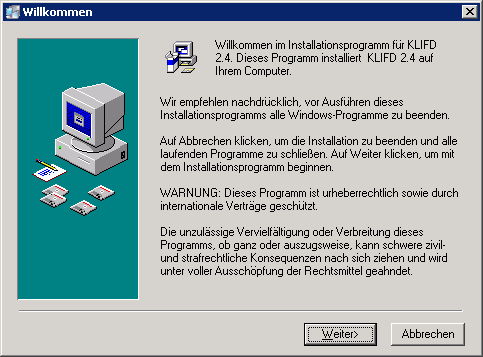 Willkommen
Willkommen im Installationsprogramm für KLIFD
2.4. Dieses Programm installiert KLIFD 2.4 auf
Ihrem Computer.
Wir empfehlen nachdrücklich, vor Ausführen dieses
Installationsprogramms alle Windows-Programme zu beenden.
Auf Abbrechen klicken, um die Installation zu beenden und alle
laufenden Programme zu schließen. Auf Weiter klicken, um mit
dem Installationsprogramm beginnen.
WARNUNG: Dieses Programm ist urheberrechtlich sowie durch
internationale Verträge geschützt.
Die unzulässige Vervielfältigung oder Verbreitung dieses
Programms, ob ganz oder auszugsweise, kann schwere zivil-
und strafrechtliche Konsequenzen nach sich ziehen und wird
unter voller Ausschöpfung der Rechtsmittel geahndet.
Weiter>
Abbrechen